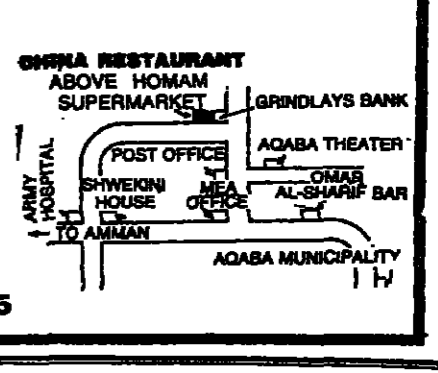 CHINA RESTAURANT
ABOVE HOMAM
SUPERMARKET
GRINDLAYS BANK
POST OFFICE
AQABA THEATER
ARMY
HOSPITAL
SHWEKINI
HOUSE
MEA
OFFICE
OMAR
AL-SHARIF BAR
TO AMMAN
AQABA MUNICIPALITY
5